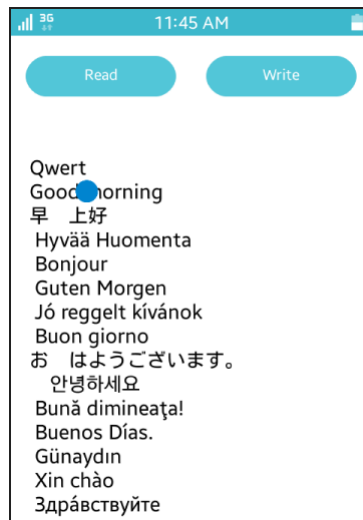 3G 11:45 AM
Read Write
Qwert
Good orning
早 上好
Hyvää Huomenta
Bonjour
Guten Morgen
Jó reggelt kívánok
Buon giorno
お はようございます。
안녕하세요
Bună dimineaţa!
Buenos Días.
Günaydın
Xin chào
Здра́вствуйте